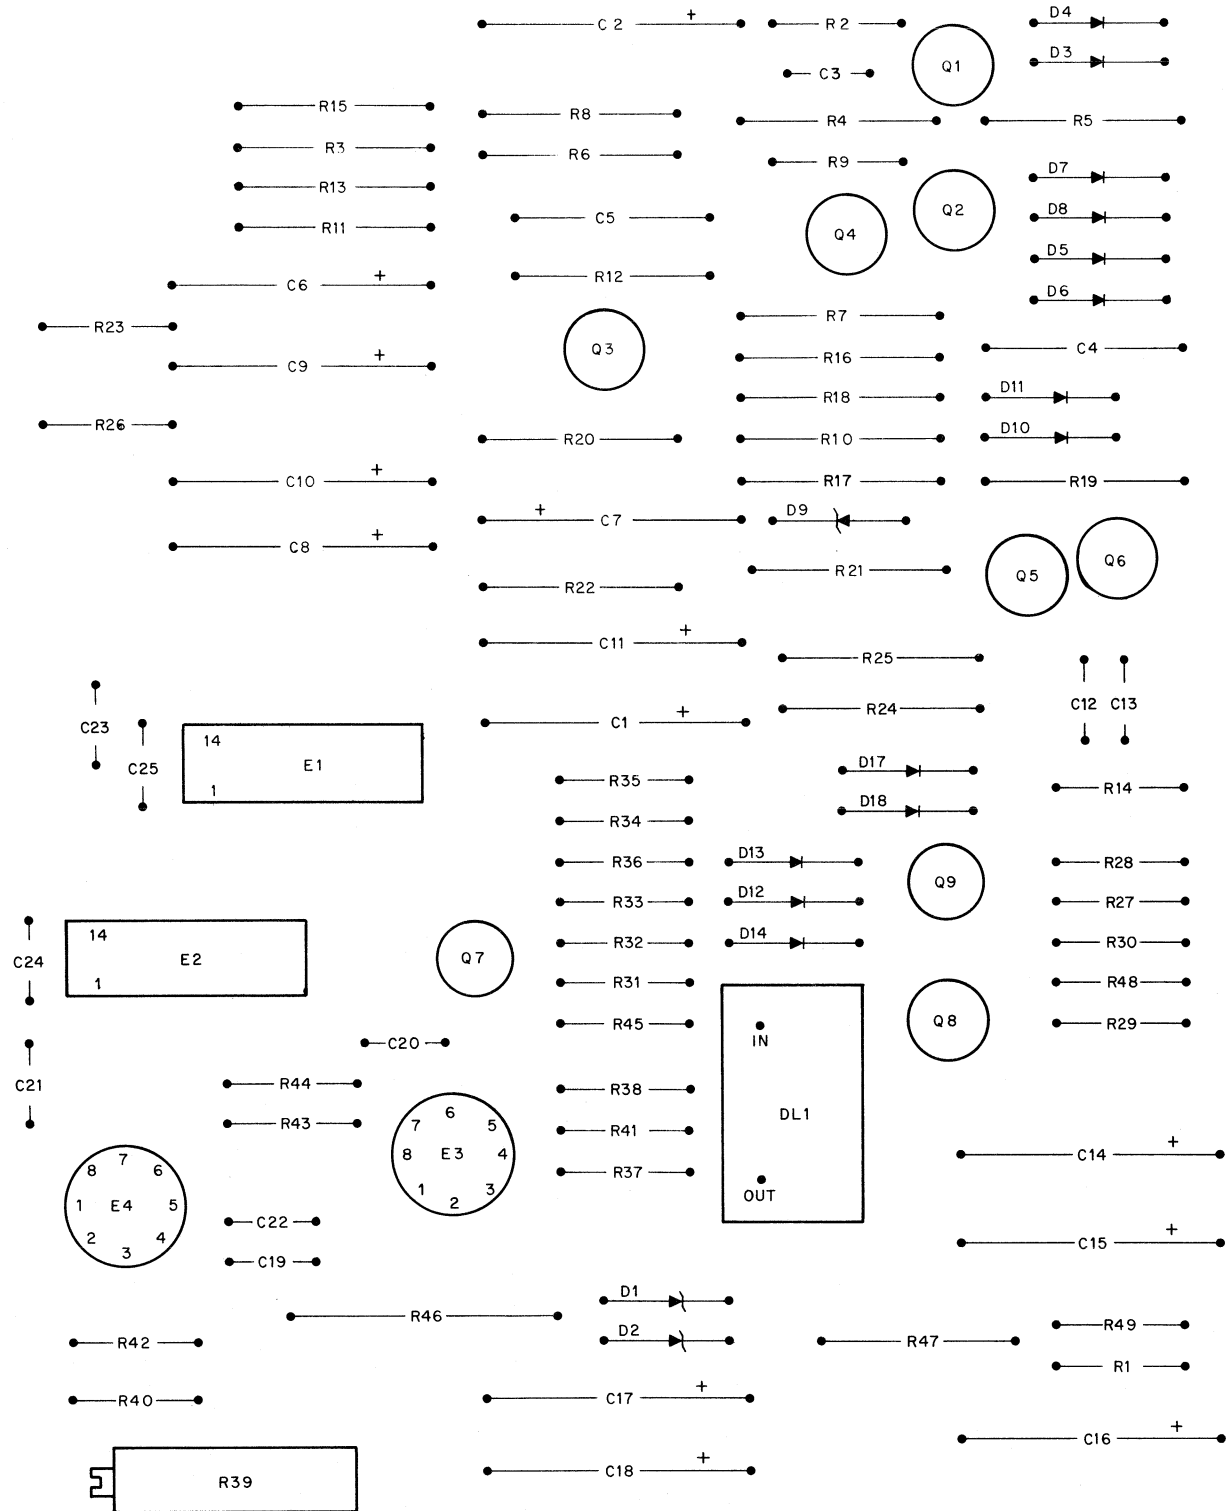 C2 + R2 D4
C3 Q1 D3
R15 R8 R4 R5
R3 R6 R9
R13 D7
R11 C5 Q4 Q2 D8
D5
C6 + R12 D6
R23 R7
C9 + Q3 R16 C4
R18 D11
R26 R20 R10 D10
C10 + R17 R19
C8 + + C7 D9
R22 R21 Q5 Q6
C11 +
R25
C23 C1 + R24 C12 C13
C25 14 E1 1
R35 D17 R14
R34 D18
R36 D13 Q9 R28
R33 D12 R27
C24 14 E2 1 Q7 R32 D14 R30
R31 R48
R45 IN Q8 R29
C21 C20
R44 R38 DL1
R43 R41
6 7 5 8 E3 4 1 3 2
R37 C14 +
OUT
7 8 6 1 E4 5 2 4 3
C22
C19 C15 +
D1
R46 R49
R42 D2 R47
R1
R40 C17 +
C16 +
R39 C18 +